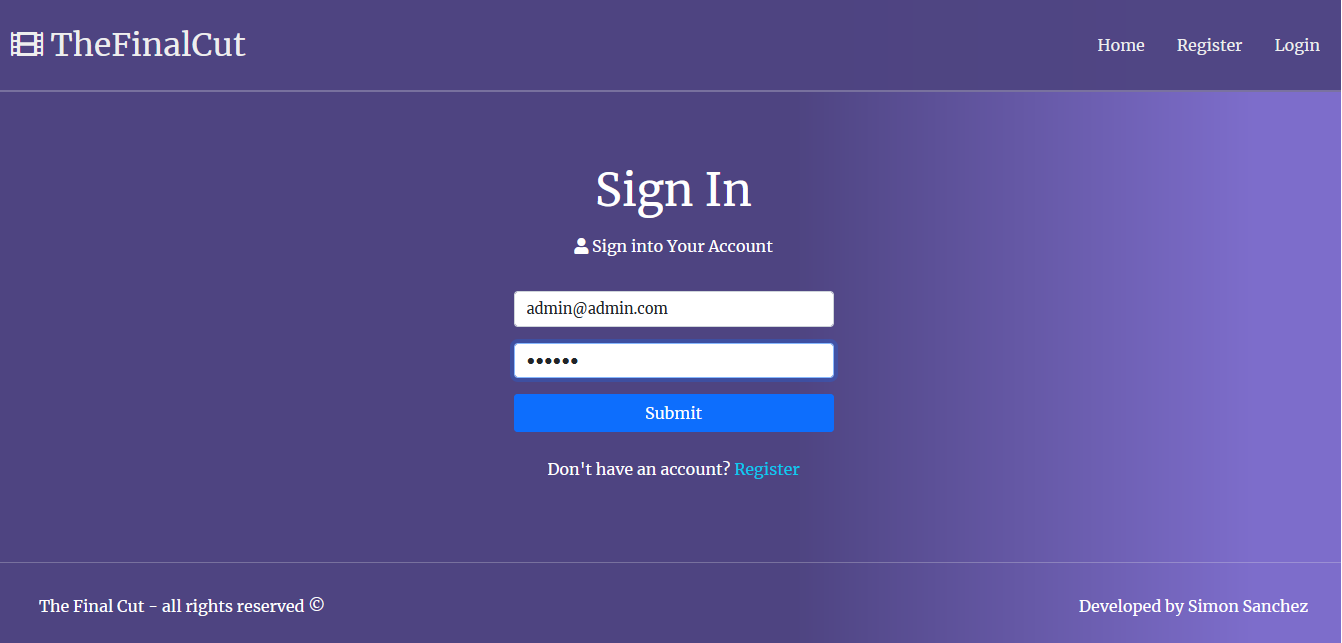 TheFinalCut
Home Register Login
Sign In
Sign into Your Account
admin@admin.com
••••••
Submit
Don't have an account? Register
The Final Cut - all rights reserved ©
Developed by Simon Sanchez